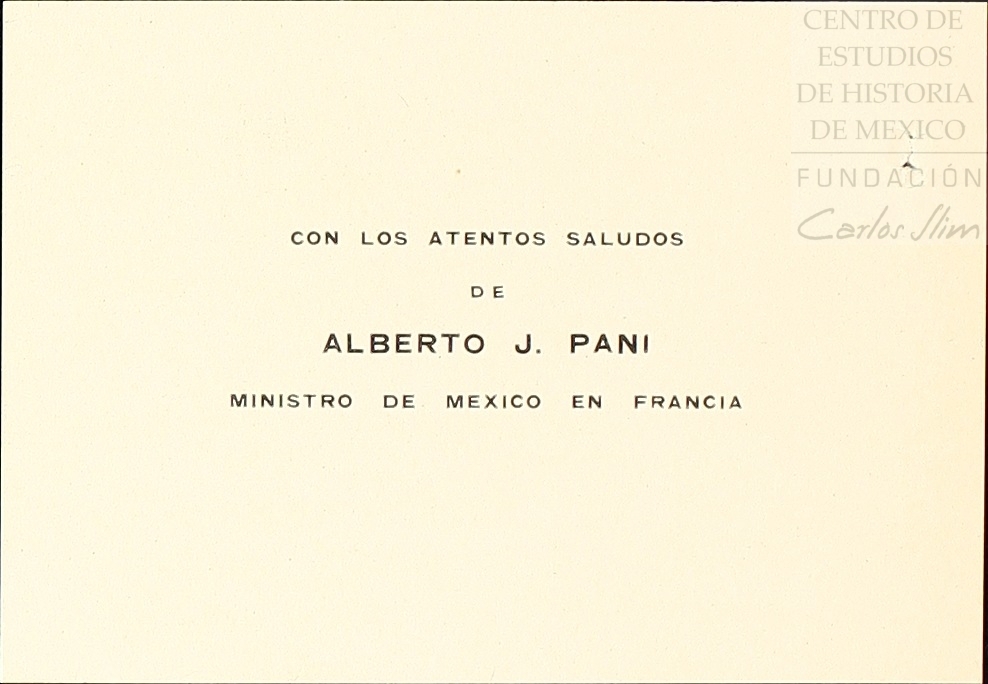 CENTRO DE
ESTUDIOS
DE HISTORIA
DE MEXICO
FUNDACIÓN
Carlos Slim
CON LOS ATENTOS SALUDOS
DE
ALBERTO J. PANI
MINISTRO DE MEXICO EN FRANCIA